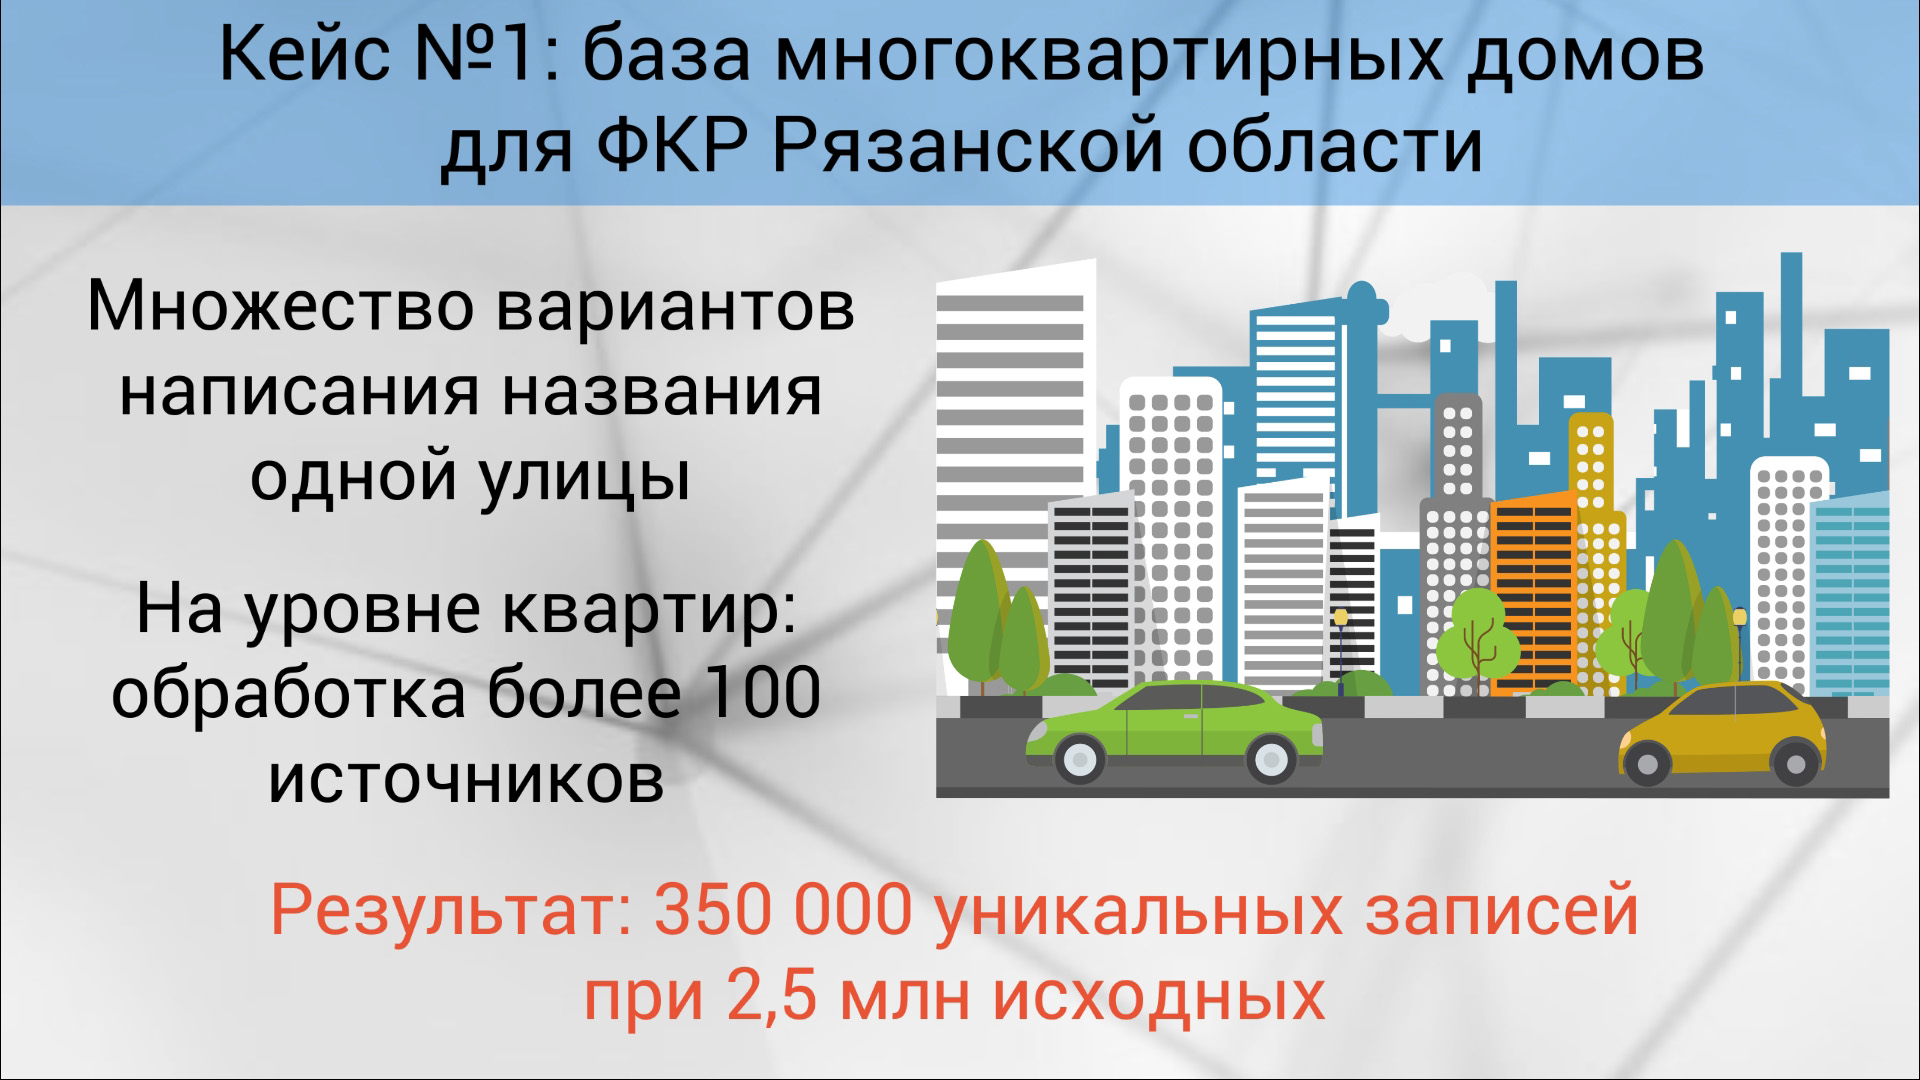 Кейс №1: база многоквартирных домов
для ФКР Рязанской области
Множество вариантов
написания названия
одной улицы
На уровне квартир:
обработка более 100
источников
Результат: 350 000 уникальных записей
при 2,5 млн исходных